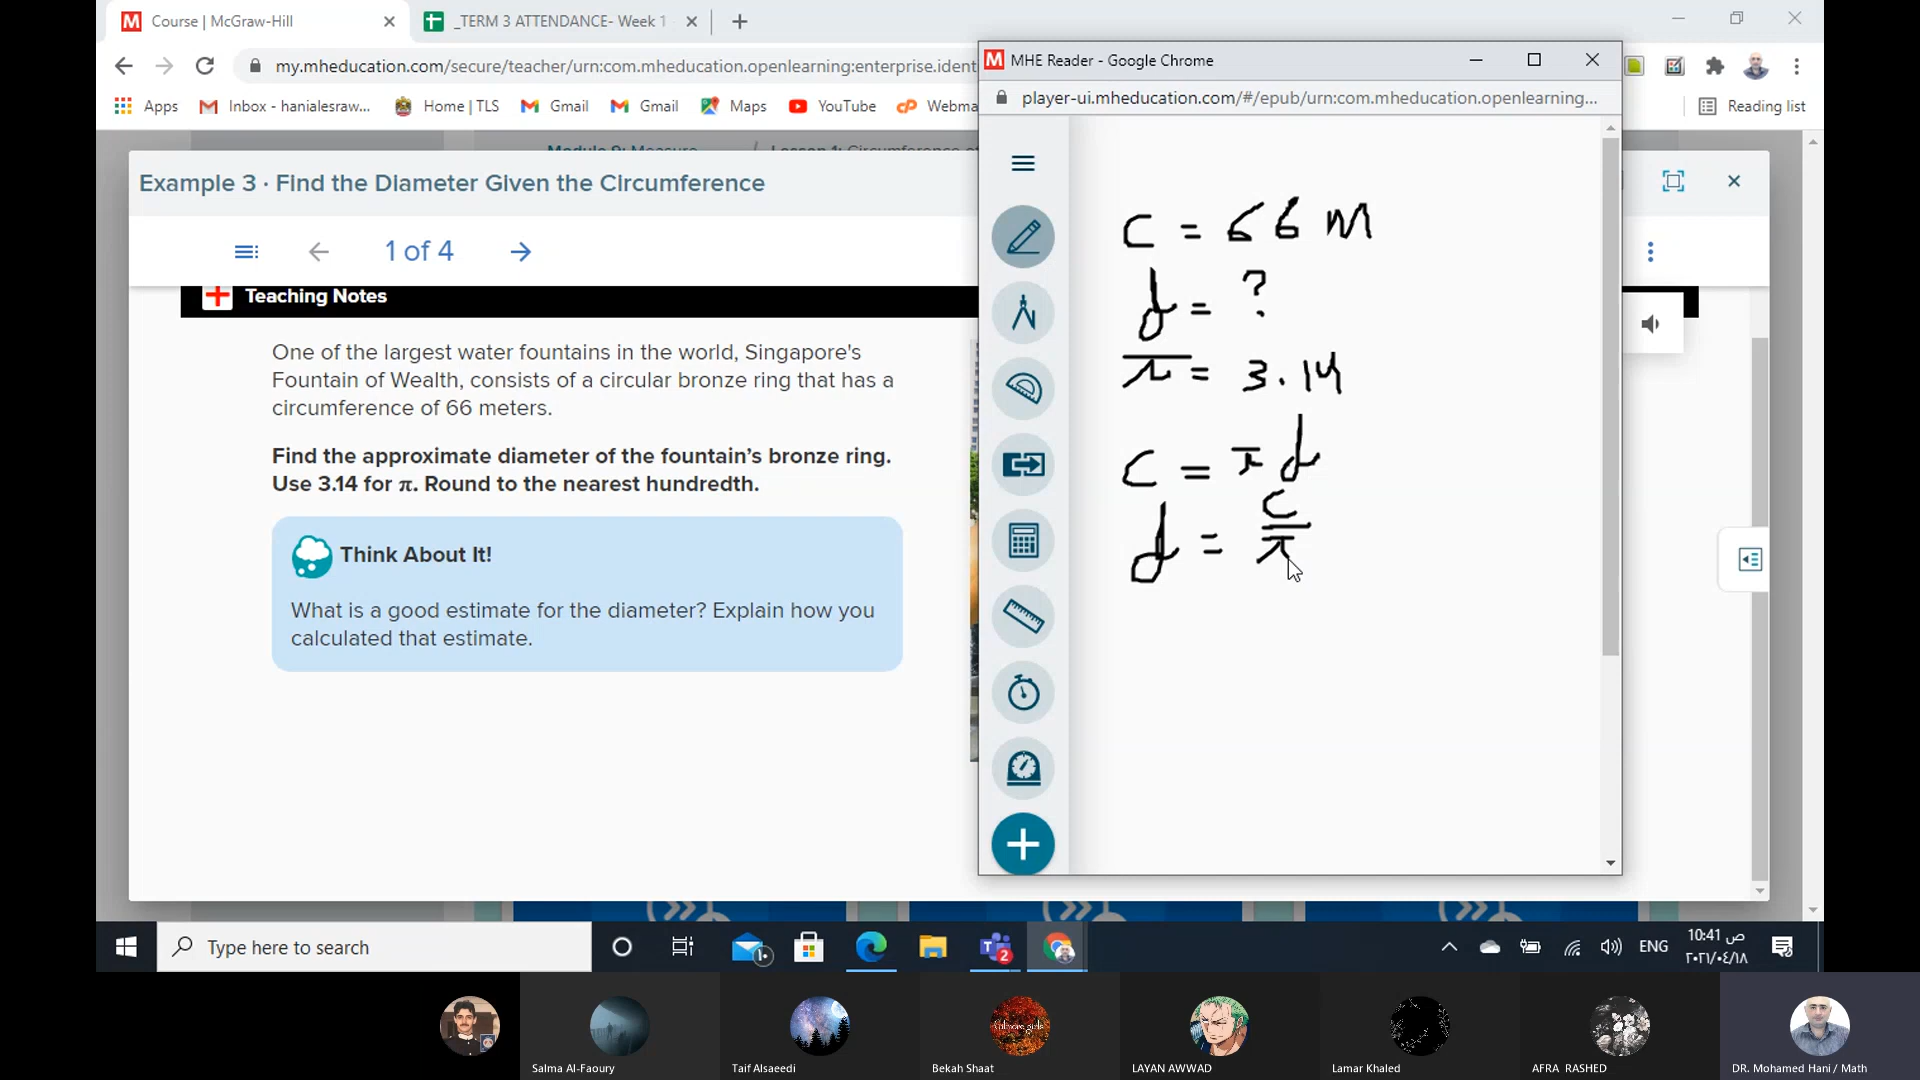 Course | McGraw-Hill
_TERM 3 ATTENDANCE- Week 1
my.mheducation.com/secure/teacher/urn:com.mheducation.openlearning:enterprise.ident
Apps
Inbox - hanialesraw...
Home | TLS
Gmail
Gmail
Maps
YouTube
Webma
Reading list
MHE Reader - Google Chrome
player-ui.mheducation.com/#/epub/urn:com.mheducation.openlearning...
Example 3 · Find the Diameter Given the Circumference
1 of 4
Teaching Notes
One of the largest water fountains in the world, Singapore's
Fountain of Wealth, consists of a circular bronze ring that has a
circumference of 66 meters.
Find the approximate diameter of the fountain's bronze ring.
Use 3.14 for π. Round to the nearest hundredth.
Think About It!
What is a good estimate for the diameter? Explain how you
calculated that estimate.
C = 66 M
d = ?
π = 3.14
C = π d
d = C/π
Type here to search
ENG
10:41 ص
٢٠٢١/٠٤/١٨
Salma Al-Faoury
Taif Alsaeedi
Bekah Shaat
LAYAN AWWAD
Lamar Khaled
AFRA RASHED
DR. Mohamed Hani / Math